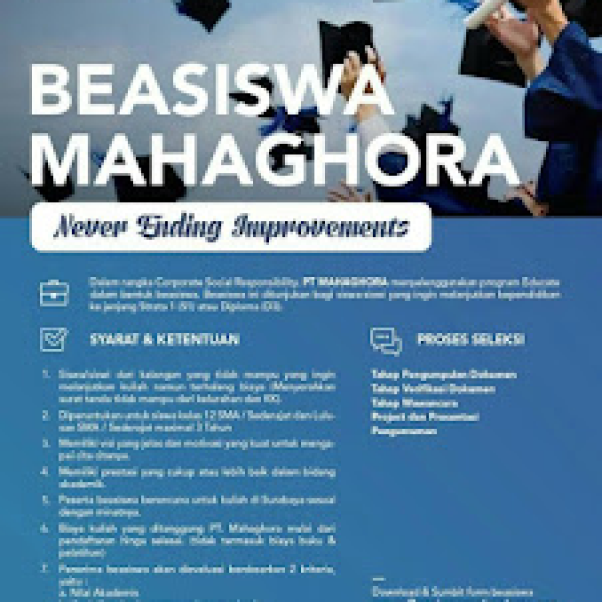 BEASISWA
MAHAGHORA
Never Ending Improvements
Dalam rangka Corporate Social Responsibility, PT MAHAGHORA menyelenggarakan program Educate
dalam bentuk beasiswa. Beasiswa ini ditunjukan bagi siswa-siswi yang ingin melanjutkan kependidikan
ke jenjang Strata 1 (S1) atau Diploma (D3).
SYARAT & KETENTUAN
1. Siswa/siswi dari kalangan yang tidak mampu yang ingin
melanjutkan kuliah namun terhalang biaya (Menyerahkan
surat tanda tidak mampu dari kelurahan dan KK).
2. Diperuntukan untuk siswa kelas 12 SMA / Sederajat dan Lulu-
san SMA / Sederajat maximal 3 Tahun
3. Memiliki visi yang jelas dan motivasi yang kuat untuk menga-
pai cita citanya.
4. Memiliki prestasi yang cukup atau lebih baik dalam bidang
akademik.
5. Peserta beasiswa berencana untuk kuliah di Surabaya sesuai
dengan minatnya.
6. Biaya kuliah yang ditanggung PT. Mahaghora mulai dari
pendaftaran hinga selesai. (tidak termasuk biaya buku &
pelatihan)
7. Penerima beasiswa akan dievaluasi berdasarkan 2 kriteria,
yaitu :
a. Nilai Akademis
PROSES SELEKSI
Tahap Pengumpulan Dokumen
Tahap Verifikasi Dokumen
Tahap Wawancara
Project dan Presentasi
Pengumuman
Download & Sumbit form beasiswa